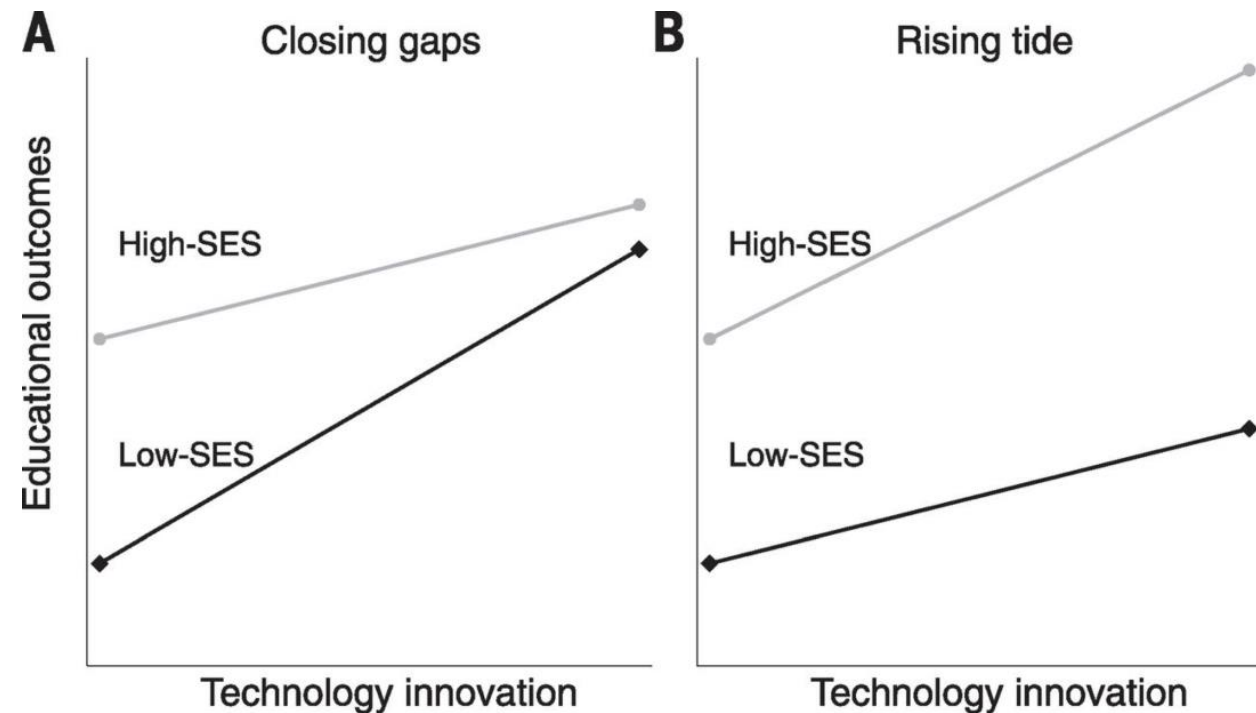 A
Closing gaps
Educational outcomes
High-SES
Low-SES
Technology innovation
B
Rising tide
High-SES
Low-SES
Technology innovation